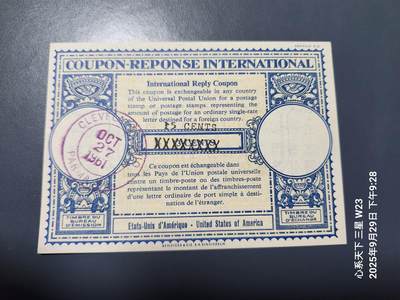 COUPON-REPONSE INTERNATIONAL
International Reply Coupon
This coupon is exchangeable in any country
of the Universal Postal Union for a postage
stamp or postage stamps representing the
amount of postage for an ordinary single-rate
letter destined for a foreign country.
15 CENTS
XXXXXXXX
Ce coupon est échangeable dans
tous les Pays de l'Union postale universelle
contre un timbre-poste ou des timbres-poste
représentant le montant de l'affranchissement
d'une lettre ordinaire de port simple à desti-
nation de l'étranger.
CLEVE
OCT
2
1961
TIMBRE DU
BUREAU
D'ÉMISSION
TIMBRE DU
BUREAU
D'ÉCHANGE
Etats-Unis d'Amérique - United States of America
心系天下 三星 W23
2025年9月29日 下午9:28